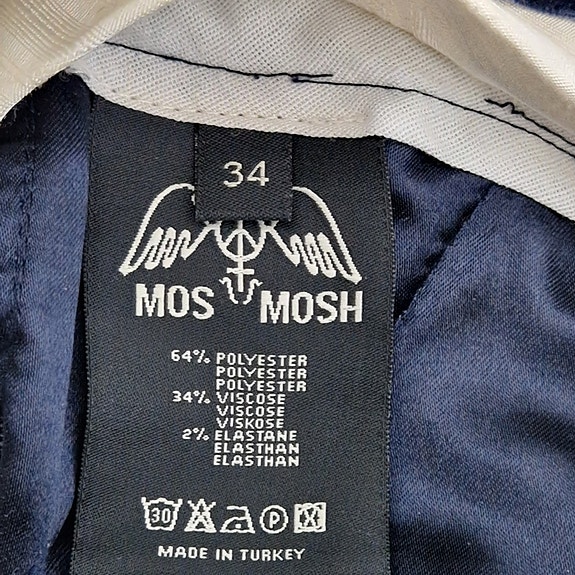 34
MOS MOSH
64% POLYESTER
POLYESTER
POLYESTER
34% VISCOSE
VISCOSE
VISKOSE
2% ELASTANE
ELASTHAN
ELASTHAN
30 P
MADE IN TURKEY